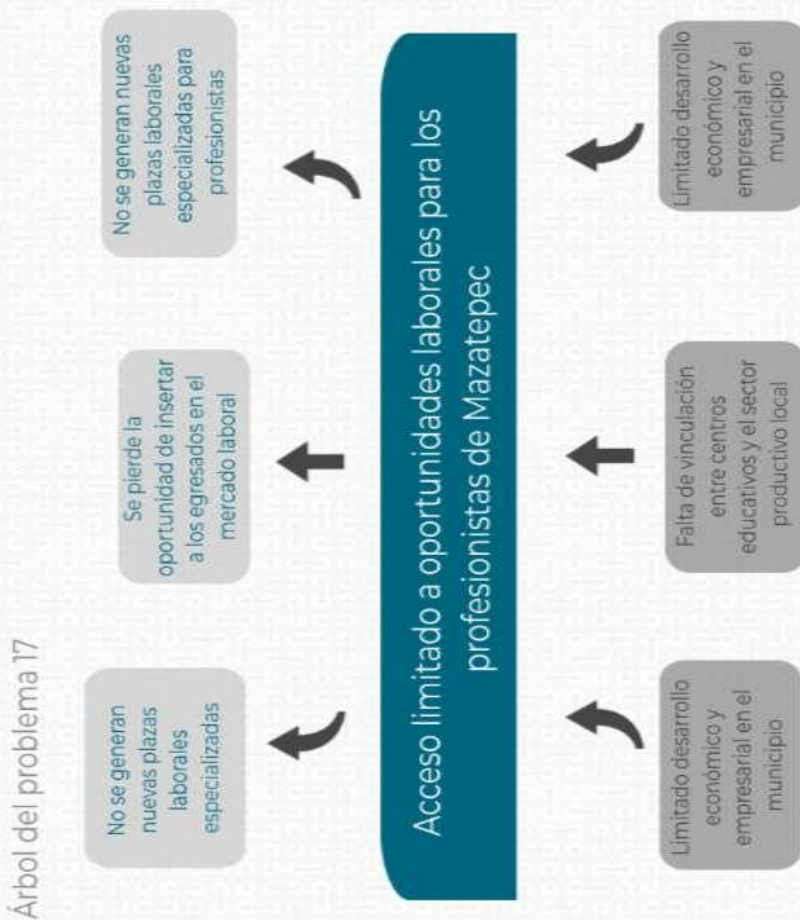 Árbol del problema 17
No se generan
nuevas plazas
laborales
especializadas
Se pierde la
oportunidad de insertar
a los egresados en el
mercado laboral
No se generan nuevas
plazas laborales
especializadas para
profesionistas
Acceso limitado a oportunidades laborales para los
profesionistas de Mazatepec
Limitado desarrollo
económico y
empresarial en el
municipio
Falta de vinculación
entre centros
educativos y el sector
productivo local
Limitado desarrollo
económico y
empresarial en el
municipio